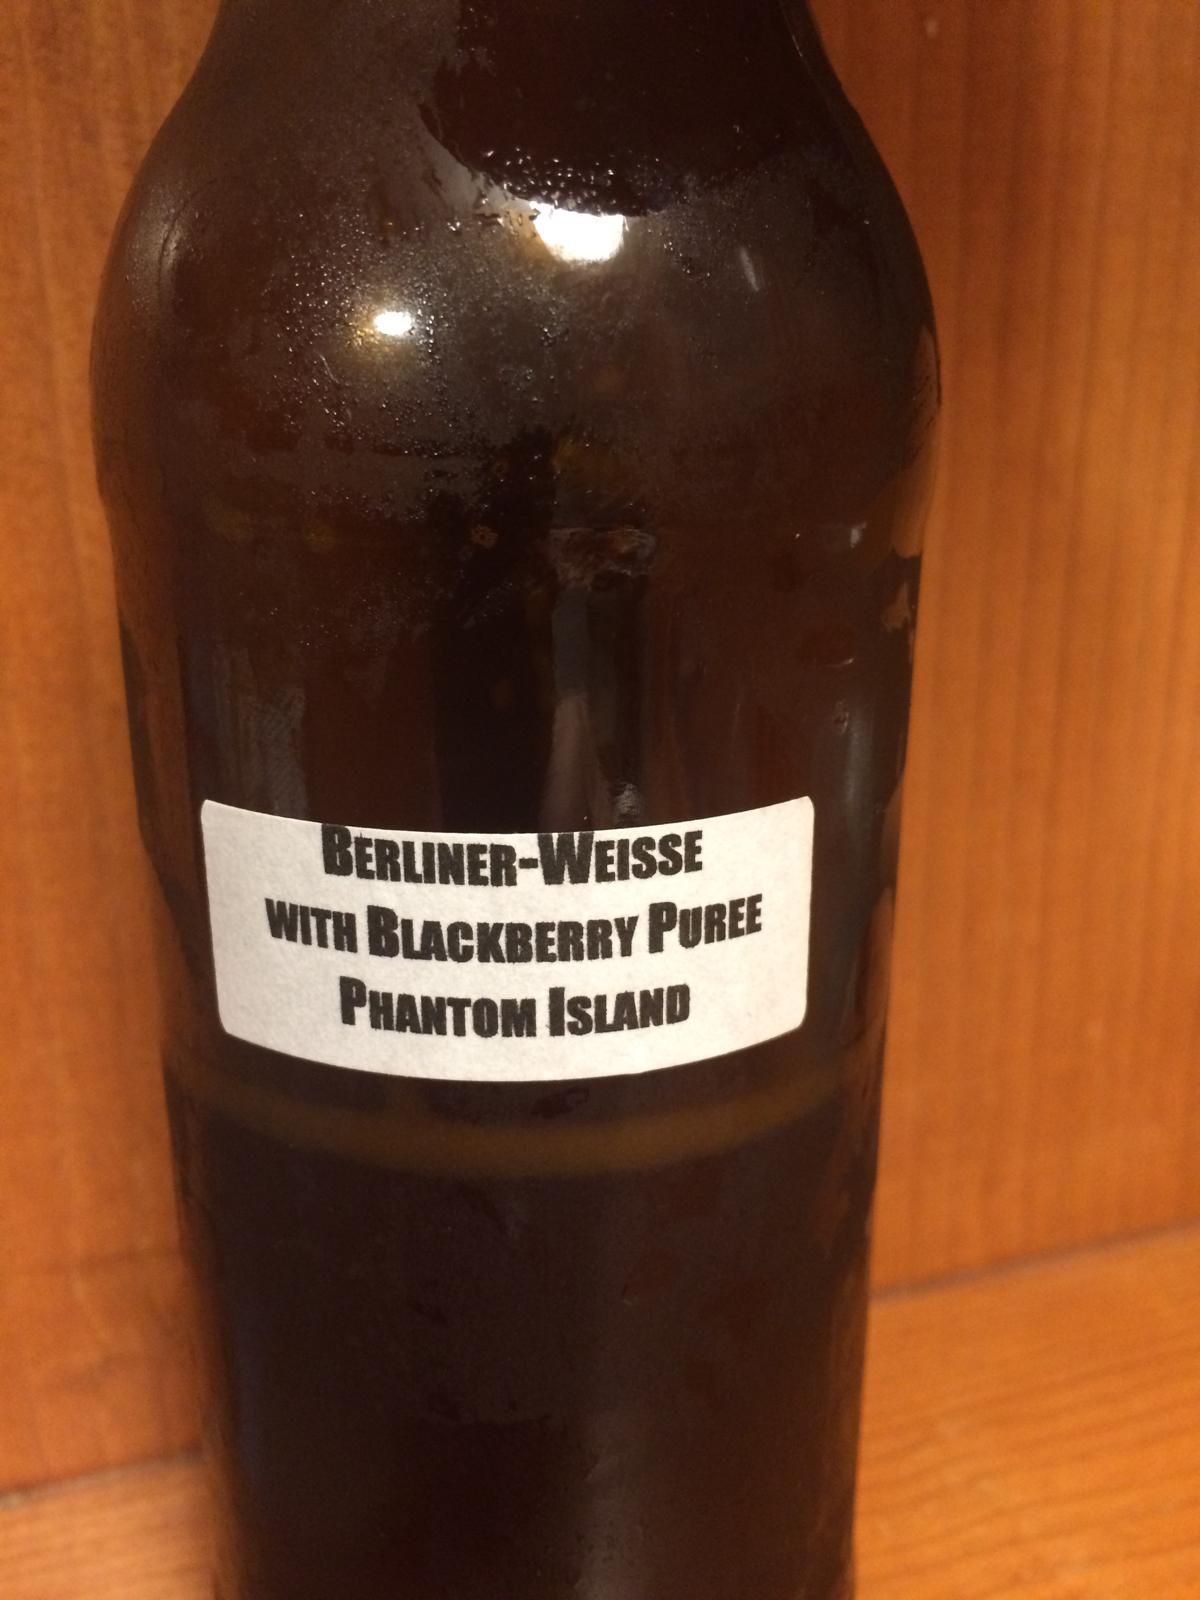 Berliner-Weisse
with Blackberry Puree
Phantom Island